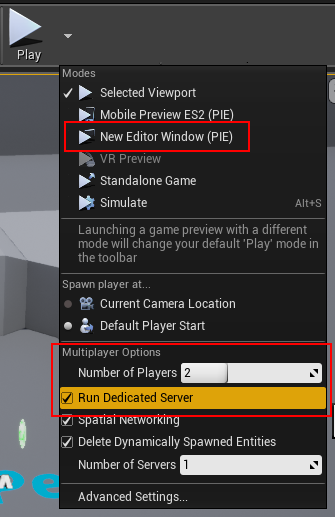 Play
Modes
Selected Viewport
Mobile Preview ES2 (PIE)
New Editor Window (PIE)
VR Preview
Standalone Game
Simulate Alt+S
Launching a game preview with a different
mode will change your default 'Play' mode in
the toolbar
Spawn player at...
Current Camera Location
Default Player Start
Multiplayer Options
Number of Players 2
Run Dedicated Server
Spatial Networking
Delete Dynamically Spawned Entities
Number of Servers 1
Advanced Settings...